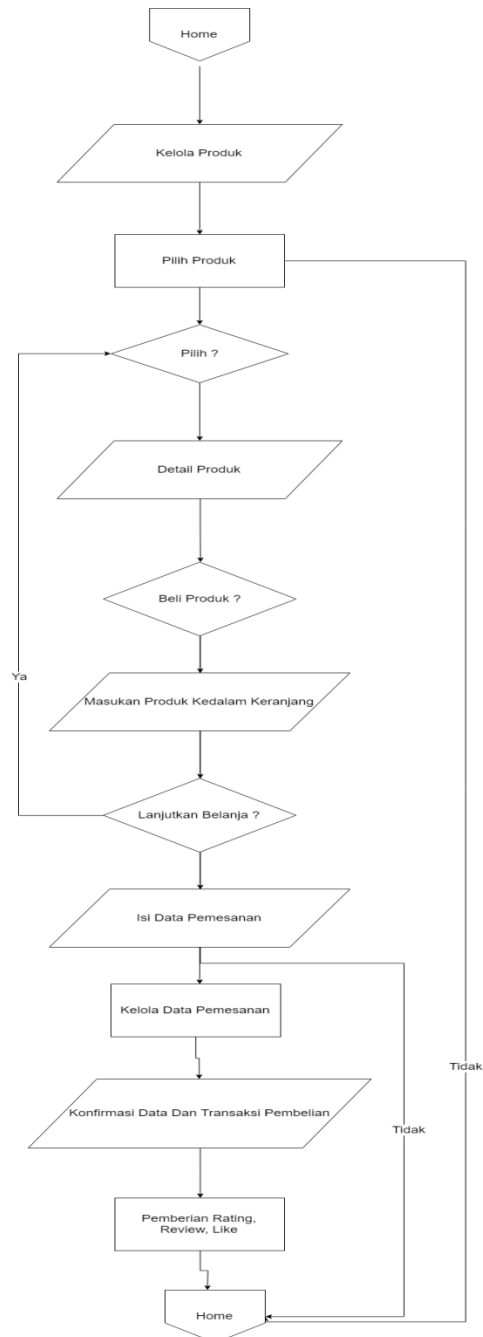 Home
Kelola Produk
Pilih Produk
Pilih ?
Detail Produk
Beli Produk ?
Ya
Masukan Produk Kedalam Keranjang
Lanjutkan Belanja ?
Isi Data Pemesanan
Kelola Data Pemesanan
Tidak
Konfirmasi Data Dan Transaksi Pembelian
Tidak
Pemberian Rating,
Review, Like
Home